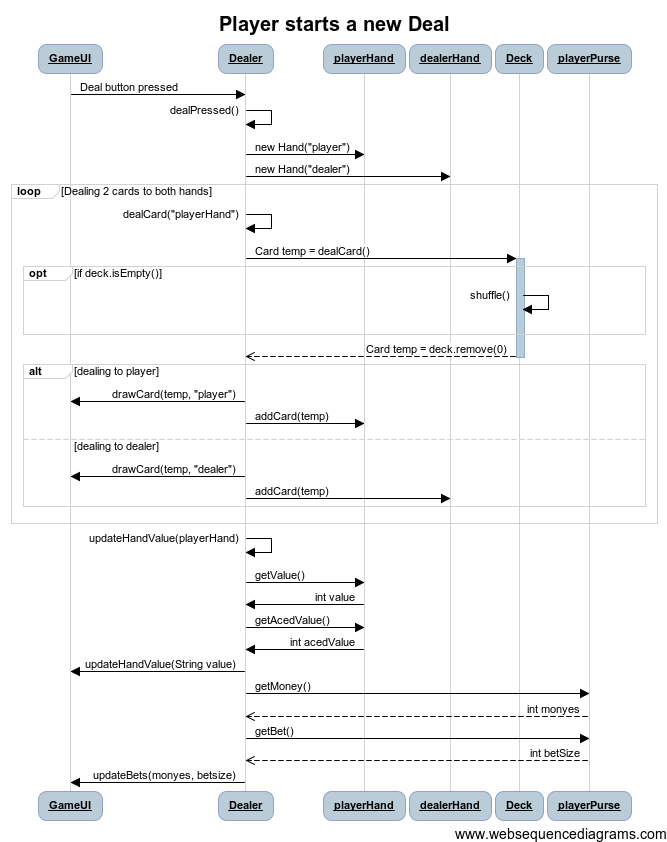 Player starts a new Deal
GameUI Dealer playerHand dealerHand Deck playerPurse
Deal button pressed
dealPressed()
new Hand("player")
new Hand("dealer")
loop [Dealing 2 cards to both hands]
dealCard("playerHand")
Card temp = dealCard()
opt [if deck.isEmpty()]
shuffle()
Card temp = deck.remove(0)
alt [dealing to player]
drawCard(temp, "player")
addCard(temp)
[dealing to dealer]
drawCard(temp, "dealer")
addCard(temp)
updateHandValue(playerHand)
getValue()
int value
getAcedValue()
int acedValue
updateHandValue(String value)
getMoney()
int monyes
getBet()
int betSize
updateBets(monyes, betsize)
GameUI Dealer playerHand dealerHand Deck playerPurse
www.websequencediagrams.com